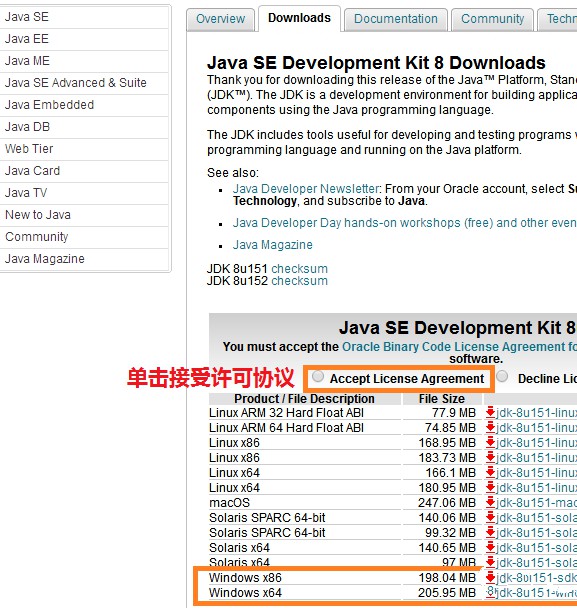 Java SE
Java EE
Java ME
Java SE Advanced & Suite
Java Embedded
Java DB
Web Tier
Java Card
Java TV
New to Java
Community
Java Magazine
Overview
Downloads
Documentation
Community
Techn
Java SE Development Kit 8 Downloads
Thank you for downloading this release of the Java™ Platform, Stan
(JDK™). The JDK is a development environment for building applica
components using the Java programming language.
The JDK includes tools useful for developing and testing programs w
programming language and running on the Java platform.
See also:
Java Developer Newsletter: From your Oracle account, select Su
Technology, and subscribe to Java.
Java Developer Day hands-on workshops (free) and other even
Java Magazine
JDK 8u151 checksum
JDK 8u152 checksum
Java SE Development Kit 8
You must accept the Oracle Binary Code License Agreement fo
software.
单击接受许可协议 Accept License Agreement Decline Lic
Product / File Description File Size
Linux ARM 32 Hard Float ABI 77.9 MB jdk-8u151-linux
Linux ARM 64 Hard Float ABI 74.85 MB jdk-8u151-linux
Linux x86 168.95 MB jdk-8u151-linux
Linux x86 183.73 MB jdk-8u151-linux
Linux x64 166.1 MB jdk-8u151-linux
Linux x64 180.95 MB jdk-8u151-linux
macOS 247.06 MB jdk-8u151-mac
Solaris SPARC 64-bit 140.06 MB jdk-8u151-sola
Solaris SPARC 64-bit 99.32 MB jdk-8u151-sola
Solaris x64 140.65 MB jdk-8u151-sola
Solaris x64 97 MB jdk-8u151-sola
Windows x86 198.04 MB
Windows x64 205.95 MB